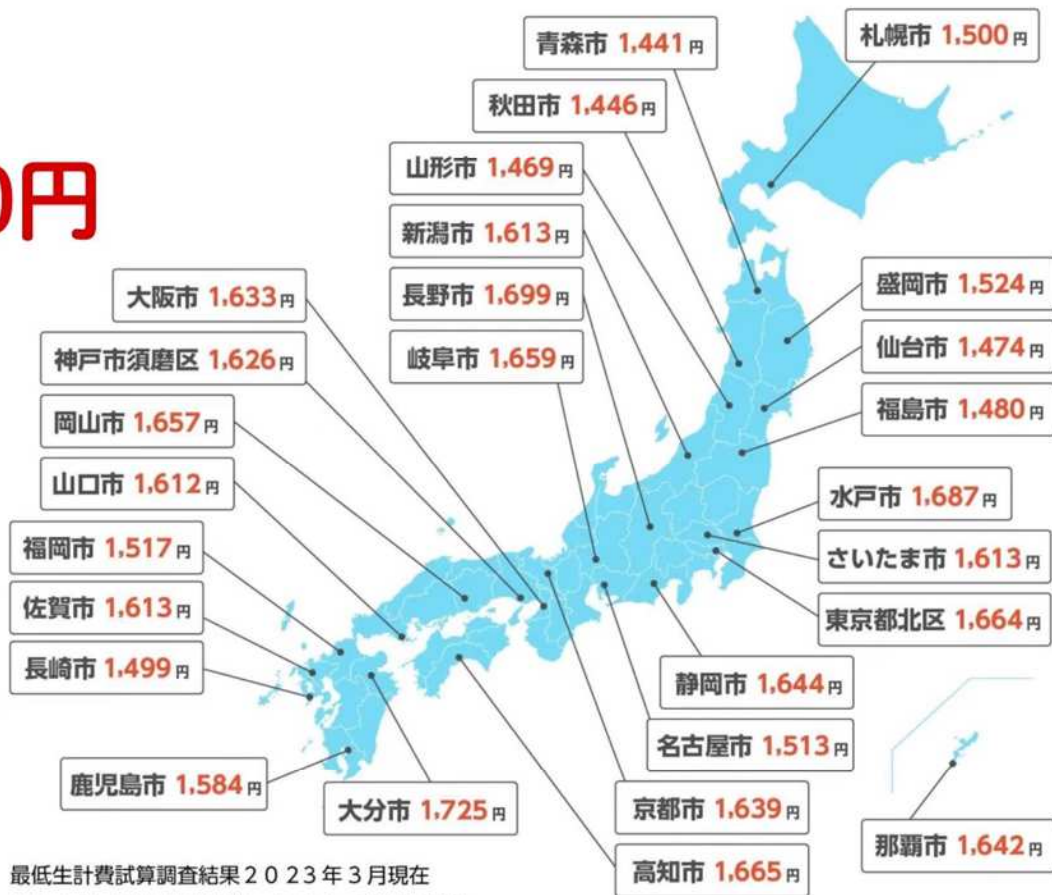 0円
青森市 1,441円
札幌市 1,500円
秋田市 1,446円
山形市 1,469円
新潟市 1,613円
大阪市 1,633円
長野市 1,699円
盛岡市 1,524円
神戸市須磨区 1,626円
岐阜市 1,659円
仙台市 1,474円
岡山市 1,657円
福島市 1,480円
山口市 1,612円
水戸市 1,687円
福岡市 1,517円
さいたま市 1,613円
佐賀市 1,613円
東京都北区 1,664円
長崎市 1,499円
静岡市 1,644円
名古屋市 1,513円
鹿児島市 1,584円
大分市 1,725円
京都市 1,639円
那覇市 1,642円
高知市 1,665円
最低生計費試算調査結果2023年3月現在